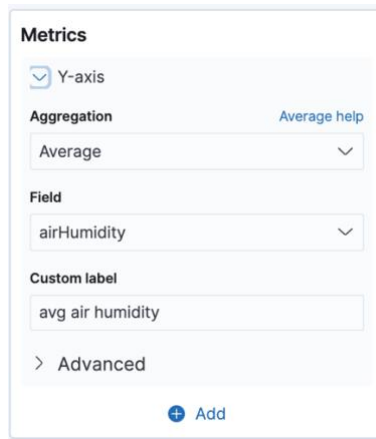 Metrics
Y-axis
Aggregation Average help
Average
Field
airHumidity
Custom label
avg air humidity
Advanced
Add